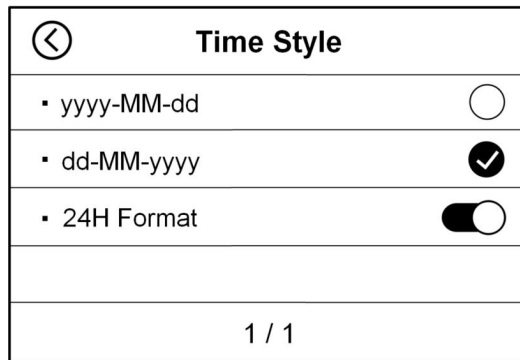 Time Style
▪ yyyy-MM-dd
▪ dd-MM-yyyy
▪ 24H Format
1 / 1